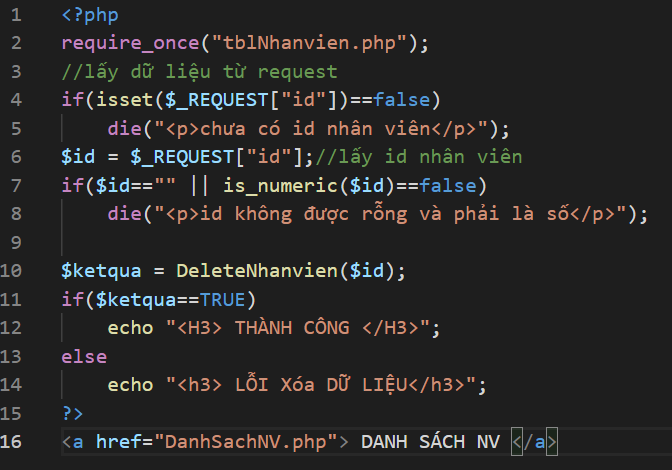 1 <?php
2 require_once("tblNhanvien.php");
3 //lấy dữ liệu từ request
4 if(isset($_REQUEST["id"])==false)
5 die("<p>chưa có id nhân viên</p>");
6 $id = $_REQUEST["id"];//lấy id nhân viên
7 if($id=="" || is_numeric($id)==false)
8 die("<p>id không được rỗng và phải là số</p>");
9
10 $ketqua = DeleteNhanvien($id);
11 if($ketqua==TRUE)
12 echo "<H3> THÀNH CÔNG </H3>";
13 else
14 echo "<h3> LỖI Xóa DỮ LIỆU</h3>";
15 ?>
16 <a href="DanhSachNV.php"> DANH SÁCH NV </a>